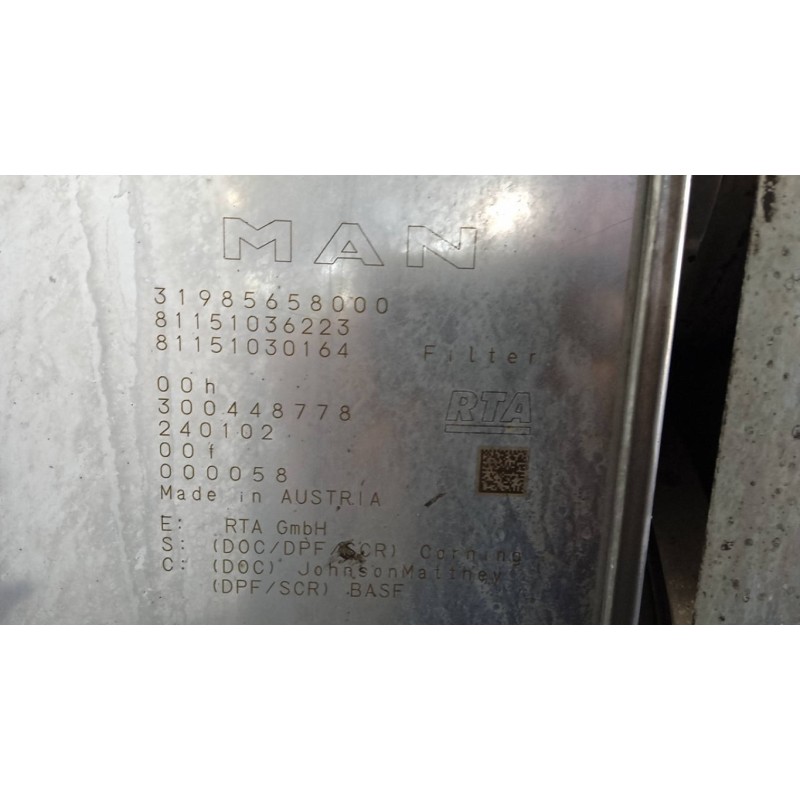 MAN
31985658000
81151036223
81151030164 Filter
00h
300448778 RTA
240102
00f
000058
Made in AUSTRIA
E: RTA GmbH
S: (DOC/DPF/SCR) Corning
C: (DOC) JohnsonMatthey
(DPF/SCR) BASF